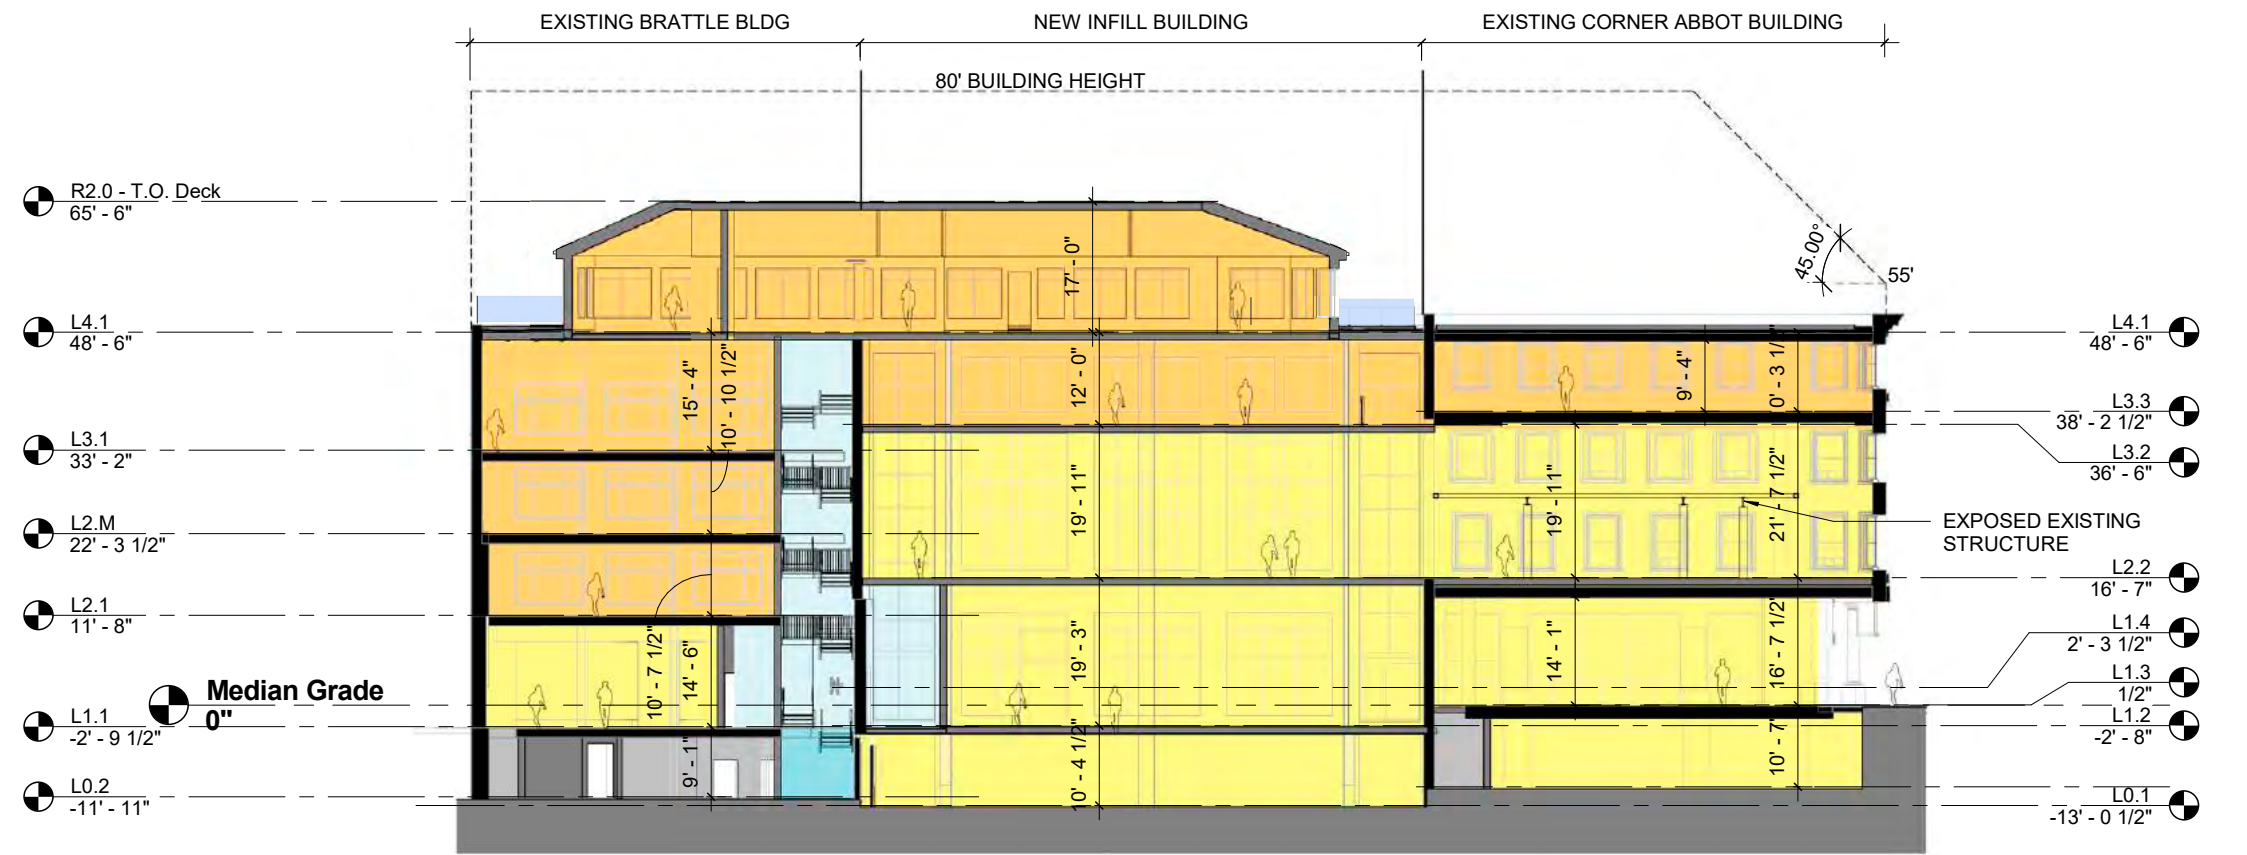 EXISTING BRATTLE BLDG
NEW INFILL BUILDING
EXISTING CORNER ABBOT BUILDING
80' BUILDING HEIGHT
R2.0 - T.O. Deck
65' - 6"
45.00°
55'
17' - 0"
L4.1
48' - 6"
L4.1
48' - 6"
15' - 4"
10' - 10 1/2"
12' - 0"
9' - 4"
0' - 3 1/
L3.3
38' - 2 1/2"
L3.1
33' - 2"
L3.2
36' - 6"
19' - 11"
19' - 11"
21' - 7 1/2"
L2.M
22' - 3 1/2"
EXPOSED EXISTING
STRUCTURE
L2.2
16' - 7"
L2.1
11' - 8"
10' - 7 1/2"
14' - 6"
19' - 3"
14' - 1"
16' - 7 1/2"
L1.4
2' - 3 1/2"
L1.3
1/2"
Median Grade
0"
L1.1
-2' - 9 1/2"
L1.2
-2' - 8"
9' - 1"
10' - 4 1/2"
10' - 7"
L0.2
-11' - 11"
L0.1
-13' - 0 1/2"